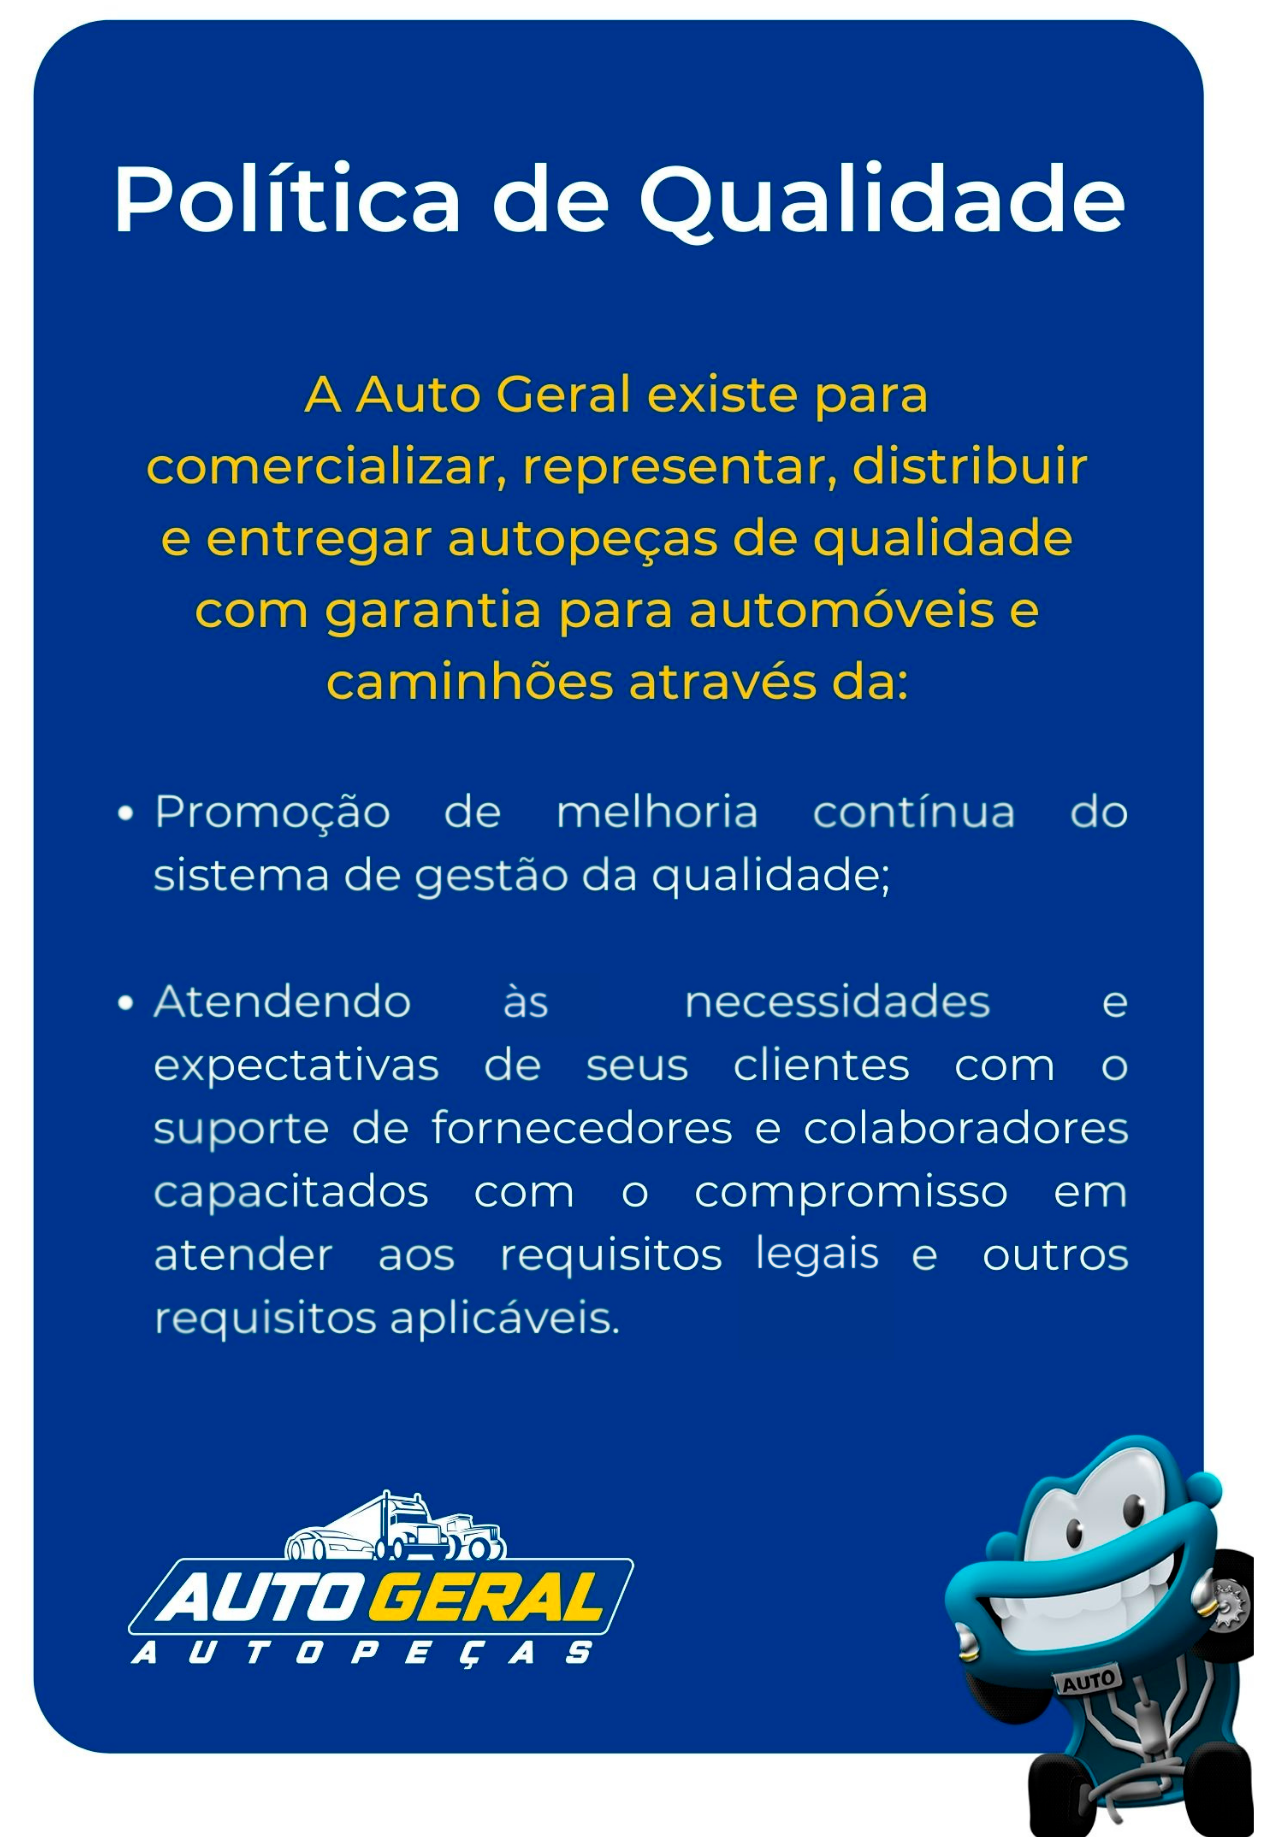 Política de Qualidade
A Auto Geral existe para
comercializar, representar, distribuir
e entregar autopeças de qualidade
com garantia para automóveis e
caminhões através da:
• Promoção de melhoria contínua do
sistema de gestão da qualidade;
• Atendendo às necessidades e
expectativas de seus clientes com o
suporte de fornecedores e colaboradores
capacitados com o compromisso em
atender aos requisitos legais e outros
requisitos aplicáveis.
AUTO GERAL
AUTOPEÇAS
AUTO